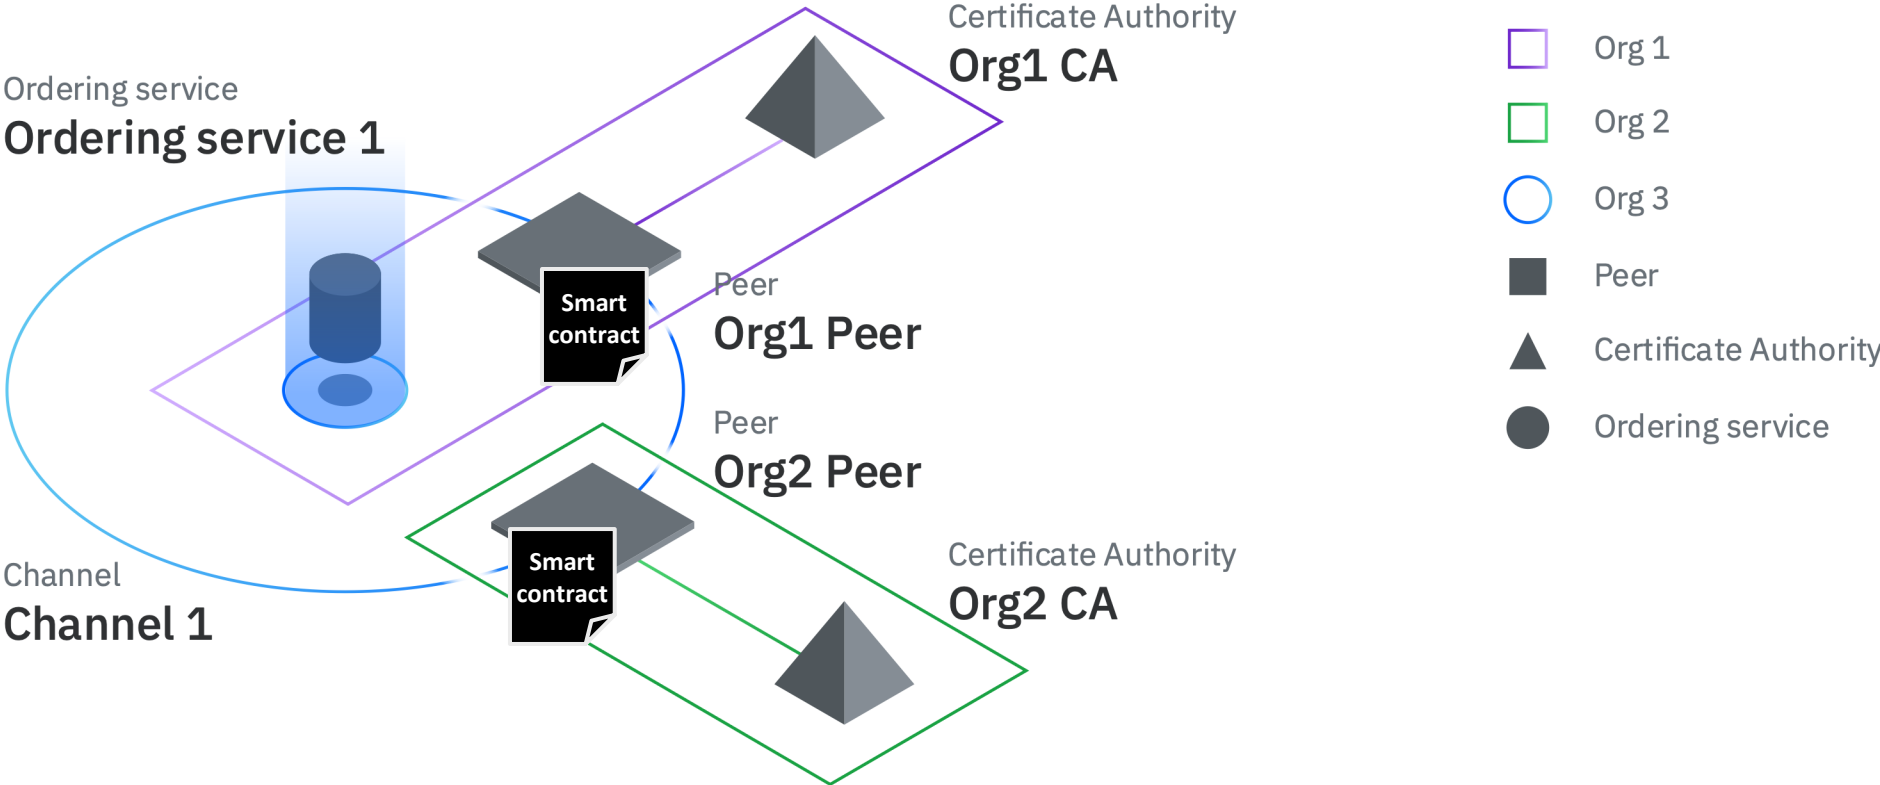 Certificate Authority
Org1 CA
Ordering service
Ordering service 1
Smart
contract
Peer
Org1 Peer
Peer
Org2 Peer
Smart
contract
Certificate Authority
Org2 CA
Channel
Channel 1
Org 1
Org 2
Org 3
Peer
Certificate Authority
Ordering service